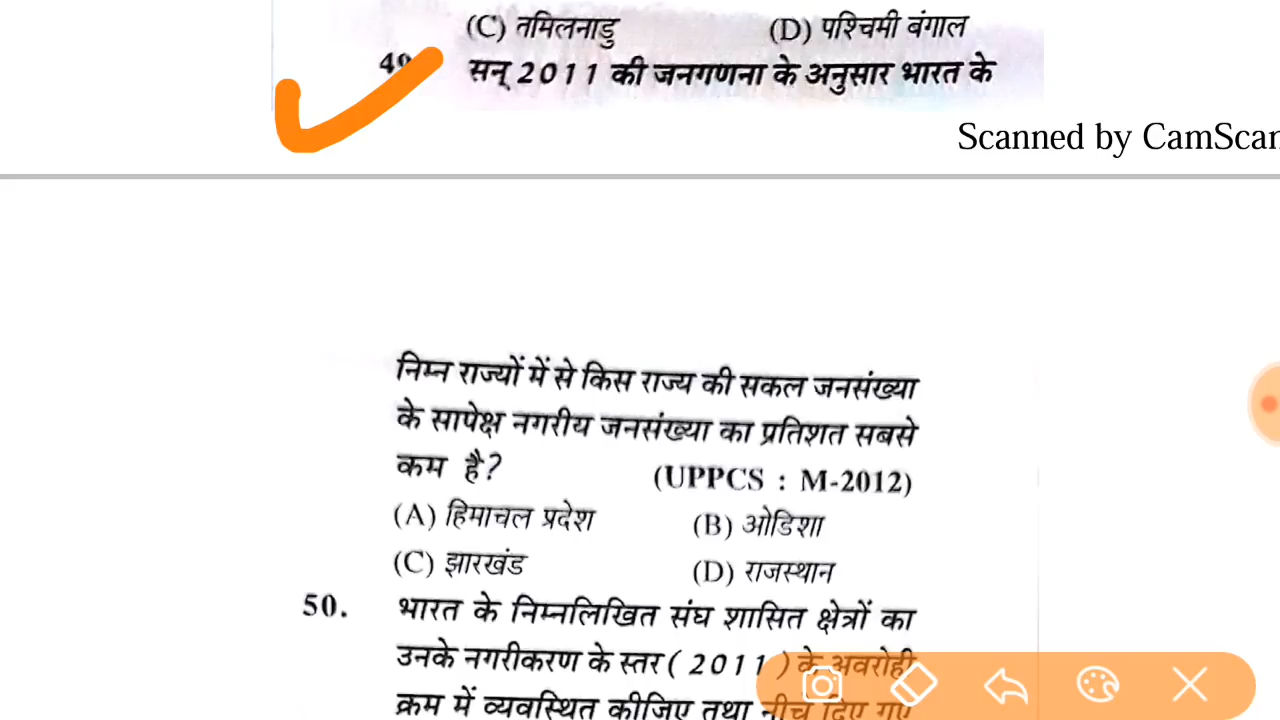 (C) तमिलनाडु (D) पश्चिमी बंगाल
49 सन् 2011 की जनगणना के अनुसार भारत के
Scanned by CamScan
निम्न राज्यों में से किस राज्य की सकल जनसंख्या
के सापेक्ष नगरीय जनसंख्या का प्रतिशत सबसे
कम है? (UPPCS : M-2012)
(A) हिमाचल प्रदेश (B) ओडिशा
(C) झारखंड (D) राजस्थान
50. भारत के निम्नलिखित संघ शासित क्षेत्रों का
उनके नगरीकरण के स्तर ( 2011 ) के अवरोही
क्रम में व्यवस्थित कीजिए तथा नीचे दिए गए